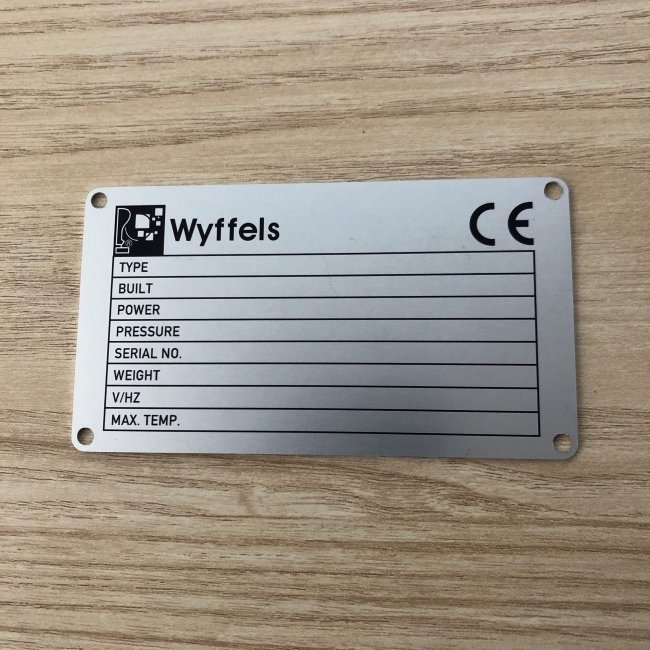 Wyffels CE
TYPE
BUILT
POWER
PRESSURE
SERIAL NO.
WEIGHT
V/HZ
MAX. TEMP.